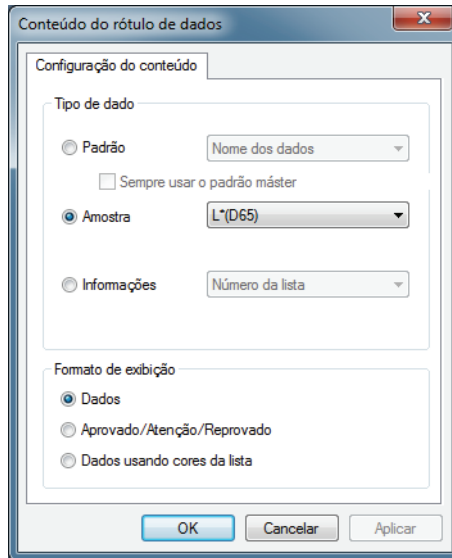 Conteúdo do rótulo de dados
Configuração do conteúdo
Tipo de dado
Padrão Nome dos dados
Sempre usar o padrão máster
Amostra L*(D65)
Informações Número da lista
Formato de exibição
Dados
Aprovado/Atenção/Reprovado
Dados usando cores da lista
OK Cancelar Aplicar